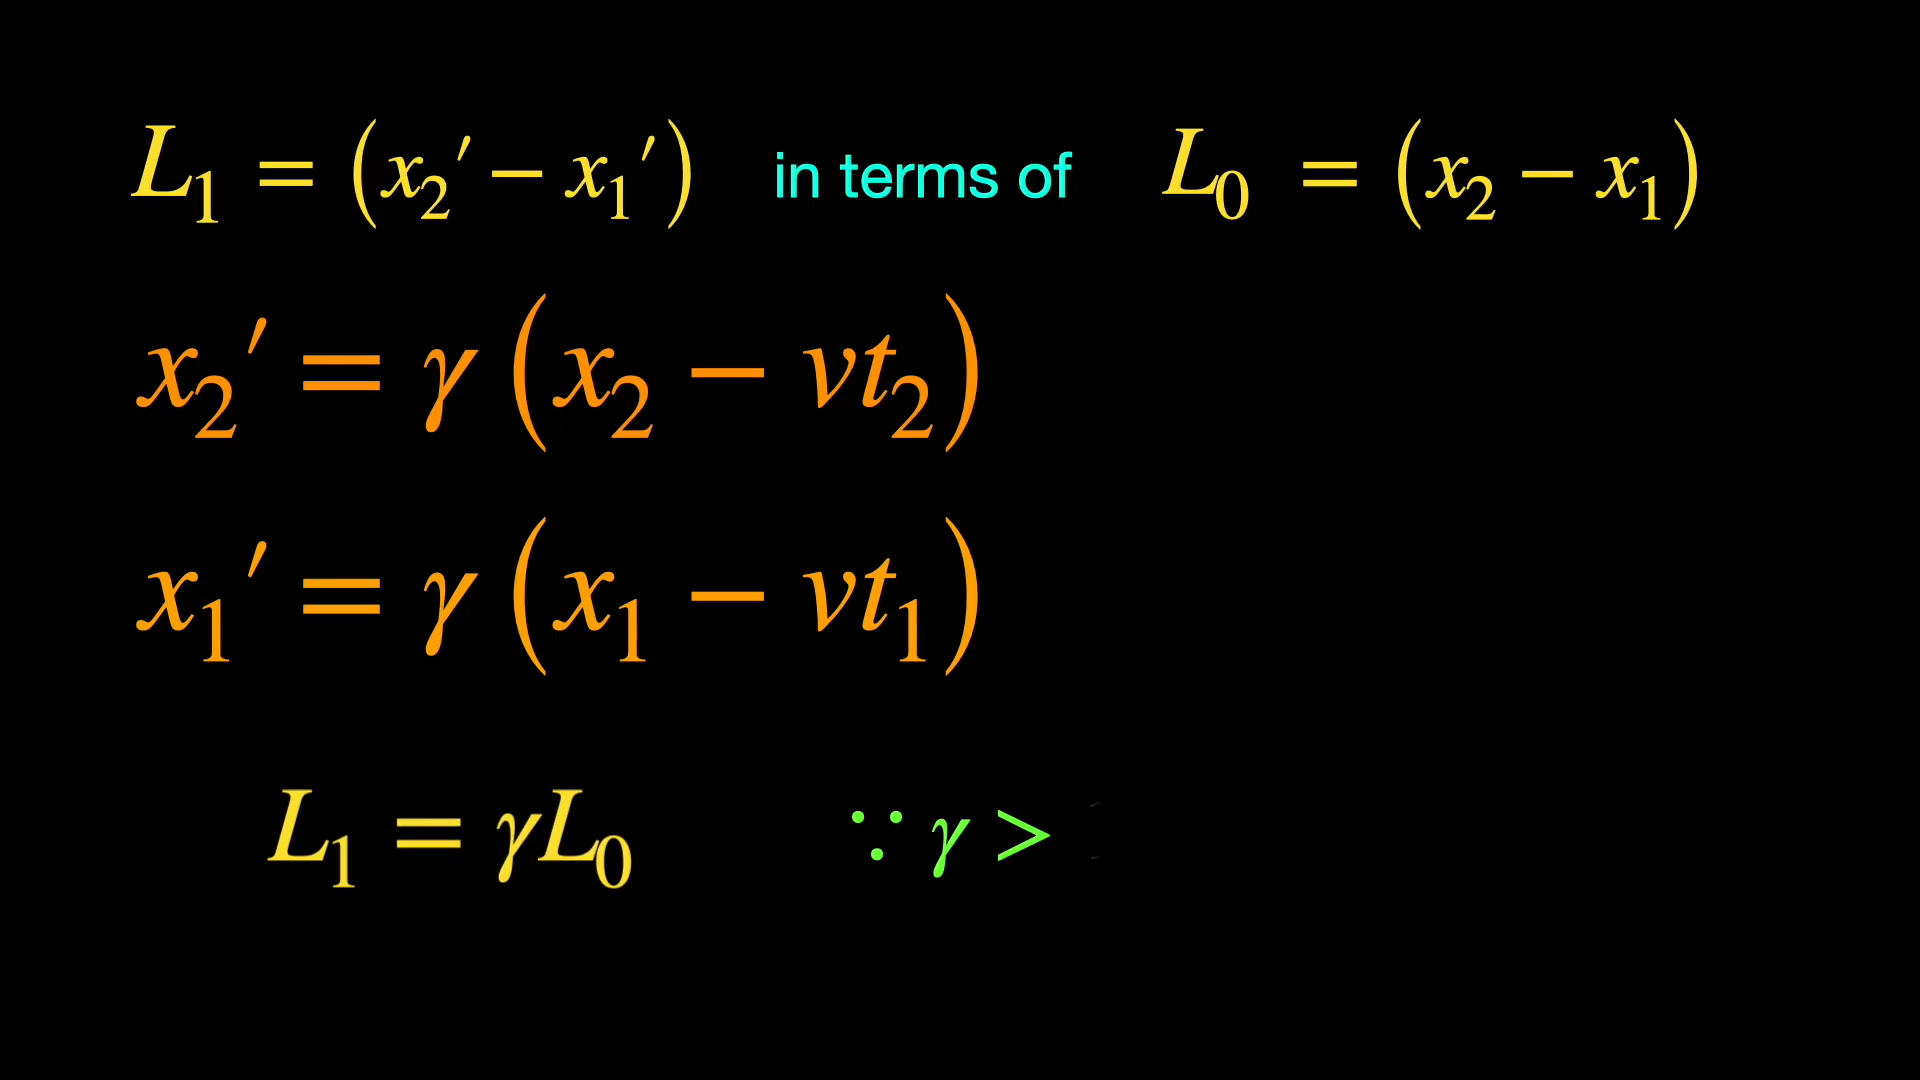 L₁ = (x₂′ − x₁′) in terms of L₀ = (x₂ − x₁)
x₂′ = γ (x₂ − vt₂)
x₁′ = γ (x₁ − vt₁)
L₁ = γL₀ ∵ γ >